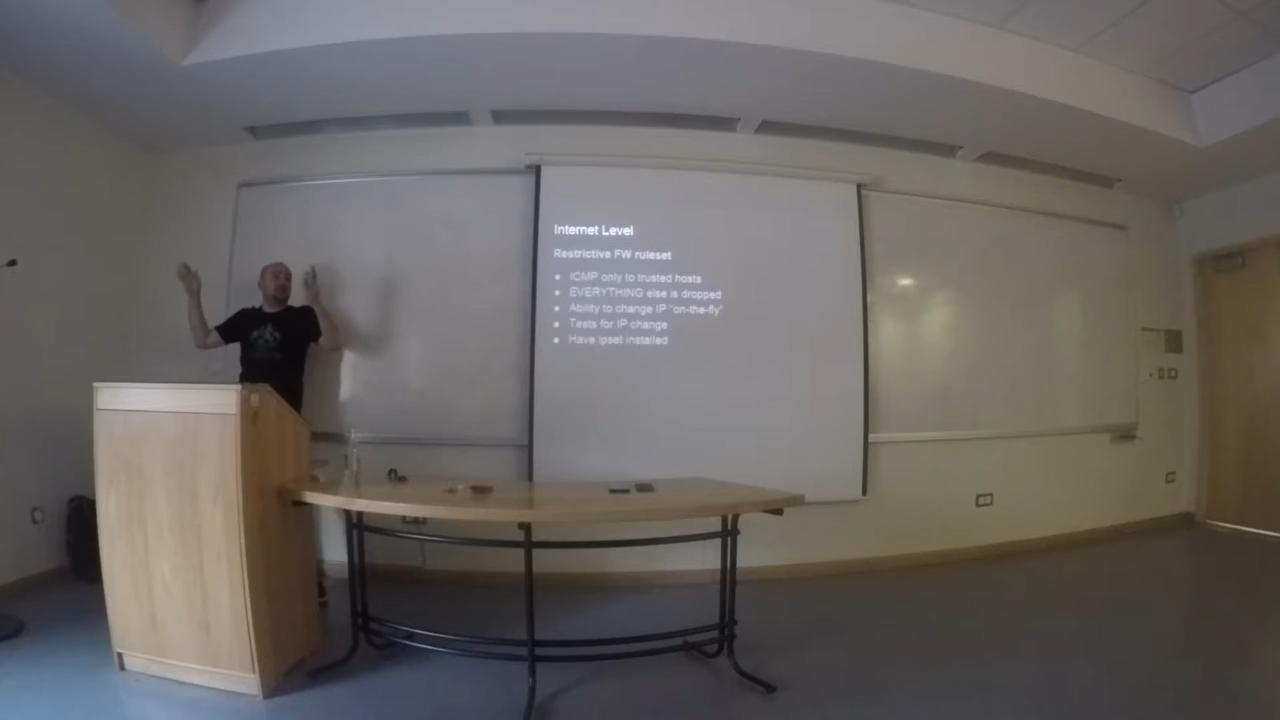 Internet Level
Restrictive FW ruleset
● ICMP only to trusted hosts
● EVERYTHING else is dropped
● Ability to change IP "on-the-fly"
● Tests for IP change
● Have ipset installed